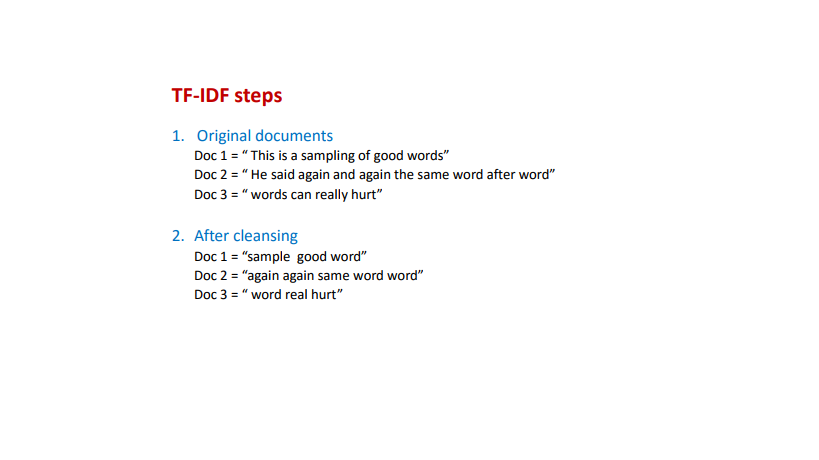 TF-IDF steps
1. Original documents
Doc 1 = “ This is a sampling of good words”
Doc 2 = “ He said again and again the same word after word”
Doc 3 = “ words can really hurt”
2. After cleansing
Doc 1 = “sample  good word”
Doc 2 = “again again same word word”
Doc 3 = “ word real hurt”